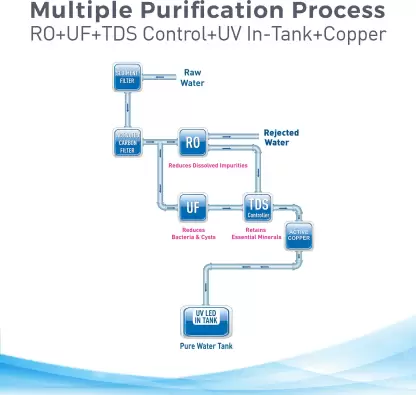 Multiple Purification Process
RO+UF+TDS Control+UV In-Tank+Copper
SEDIMENT
FILTER
Raw
Water
CARBON
FILTER
RO
Rejected
Water
Reduces Dissolved Impurities
UF
TDS
Controller
Reduces
Bacteria & Cysts
Retains
Essential Minerals
ACTIVE
COPPER
UV LED
IN TANK
Pure Water Tank